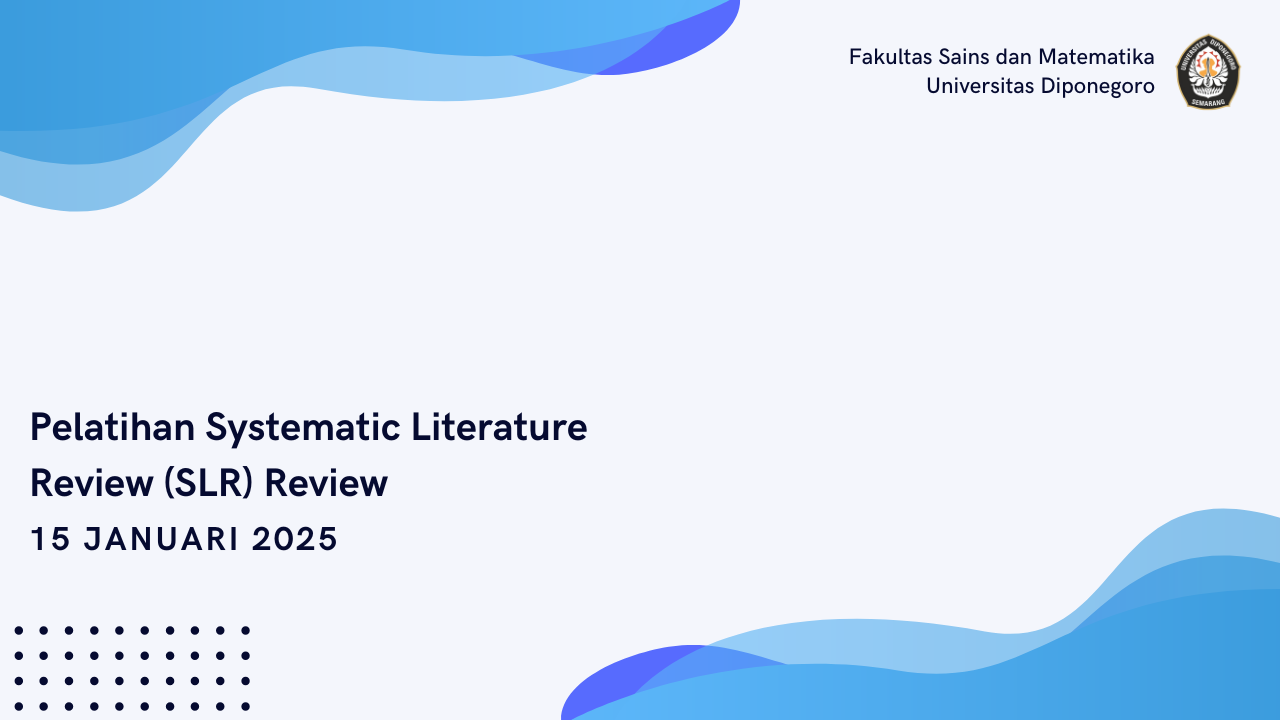 Fakultas Sains dan Matematika
Universitas Diponegoro
UNIVERSITAS DIPONEGORO
SEMARANG
Pelatihan Systematic Literature
Review (SLR) Review
15 JANUARI 2025